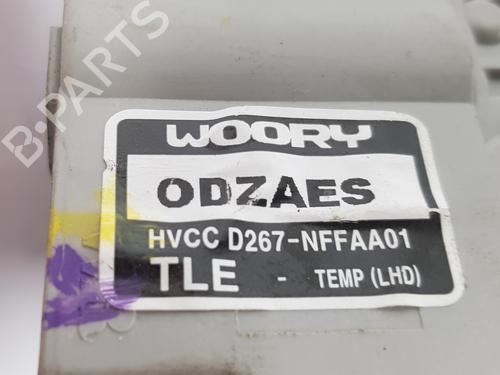 B-PARTS
WOORY
ODZAES
HVCC D267-NFFAA01
TLE - TEMP (LHD)